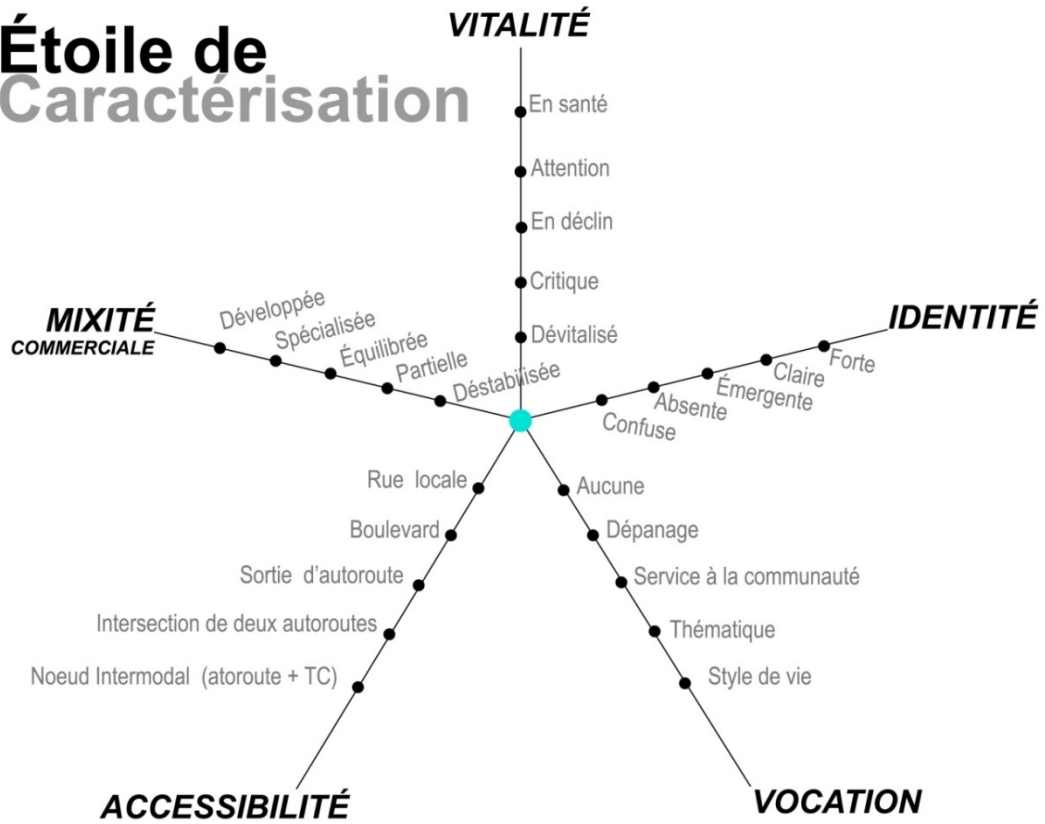 Étoile de
Caractérisation
VITALITÉ
En santé
Attention
En déclin
Critique
Dévitalisé
MIXITÉ
COMMERCIALE
Développée
Spécialisée
Équilibrée
Partielle
Déstabilisée
IDENTITÉ
Forte
Claire
Émergente
Absente
Confuse
Rue locale
Boulevard
Sortie d'autoroute
Intersection de deux autoroutes
Noeud Intermodal (atoroute + TC)
ACCESSIBILITÉ
Aucune
Dépanage
Service à la communauté
Thématique
Style de vie
VOCATION